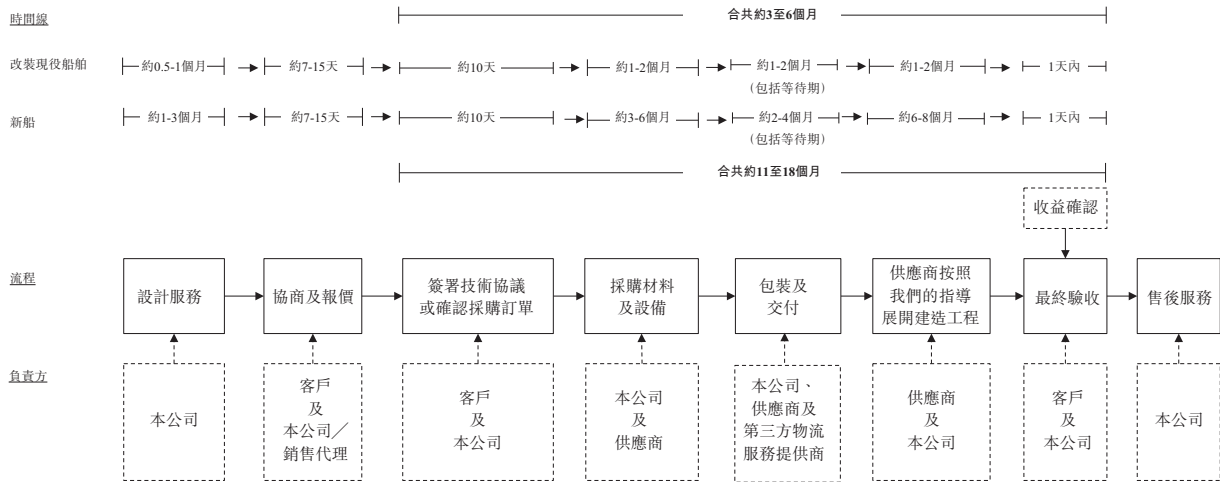 時間線
合共約3至6個月
改裝現役船舶
約0.5-1個月
約7-15天
約10天
約1-2個月
約1-2個月
(包括等待期)
約1-2個月
1天內
新船
約1-3個月
約7-15天
約10天
約3-6個月
約2-4個月
(包括等待期)
約6-8個月
1天內
合共約11至18個月
收益確認
流程
設計服務
協商及報價
簽署技術協議
或確認採購訂單
採購材料
及設備
包裝及
交付
供應商按照
我們的指導
展開建造工程
最終驗收
售後服務
負責方
本公司
客戶
及
本公司／
銷售代理
客戶
及
本公司
本公司
及
供應商
本公司、
供應商及
第三方物流
服務提供商
供應商
及
本公司
客戶
及
本公司
本公司